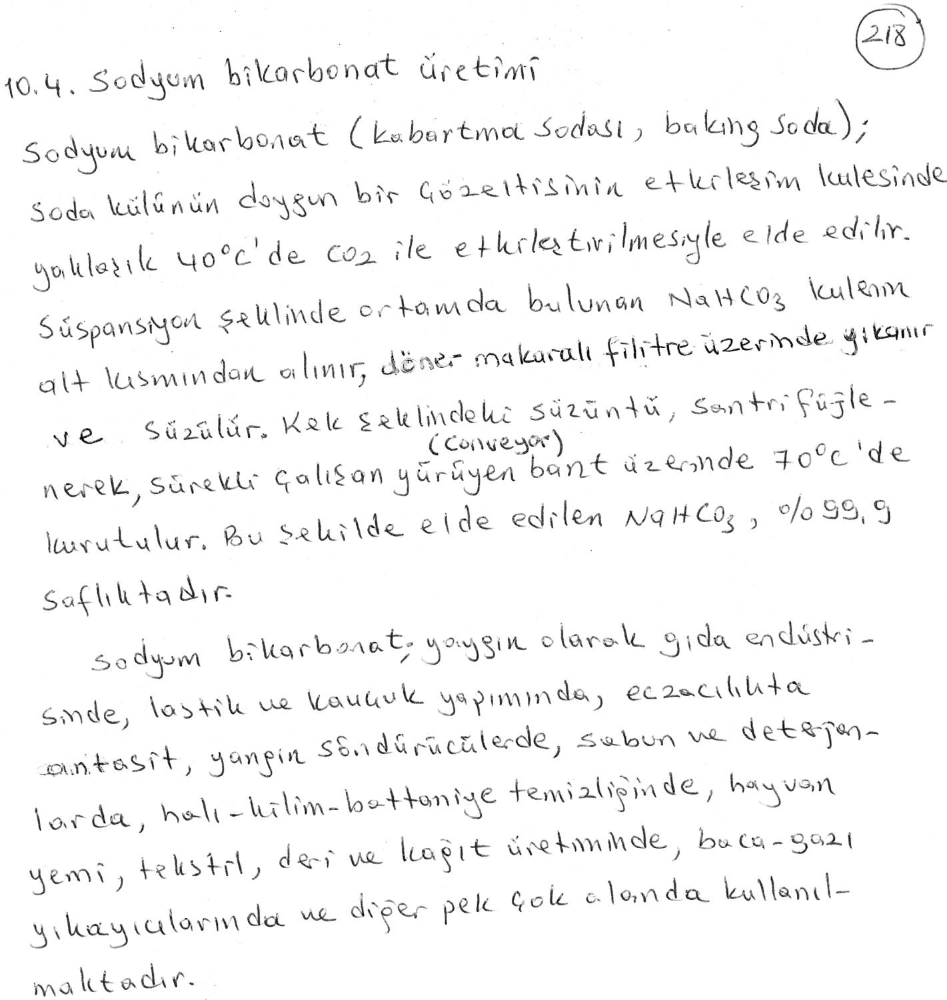 218
10.4. Sodyum bikarbonat üretimi
Sodyum bikarbonat (kabartma sodası, baking soda);
Soda külünün doygun bir çözeltisinin etkileşim kulesinde
yaklaşık 40°C'de CO2 ile etkileştirilmesiyle elde edilir.
Süspansiyon şeklinde ortamda bulunan NaHCO3 kulenin
alt kısmından alınır, döner makaralı filitre üzerinde yıkanır
ve süzülür. Kek şeklindeki süzüntü, santrifüjle-
(conveyor)
nerek, sürekli çalışan yürüyen bant üzerinde 70°C'de
kurutulur. Bu şekilde elde edilen NaHCO3, %99,9
saflıktadır.
Sodyum bikarbonat; yaygın olarak gıda endüstri-
sinde, lastik ve kauçuk yapımında, eczacılıkta
antasit, yangın söndürücülerde, sabun ve deterjan-
larda, halı-kilim-battaniye temizliğinde, hayvan
yemi, tekstil, deri ve kağıt üretiminde, baca-gazı
yıkayıcılarında ve diğer pek çok alanda kullanıl-
maktadır.